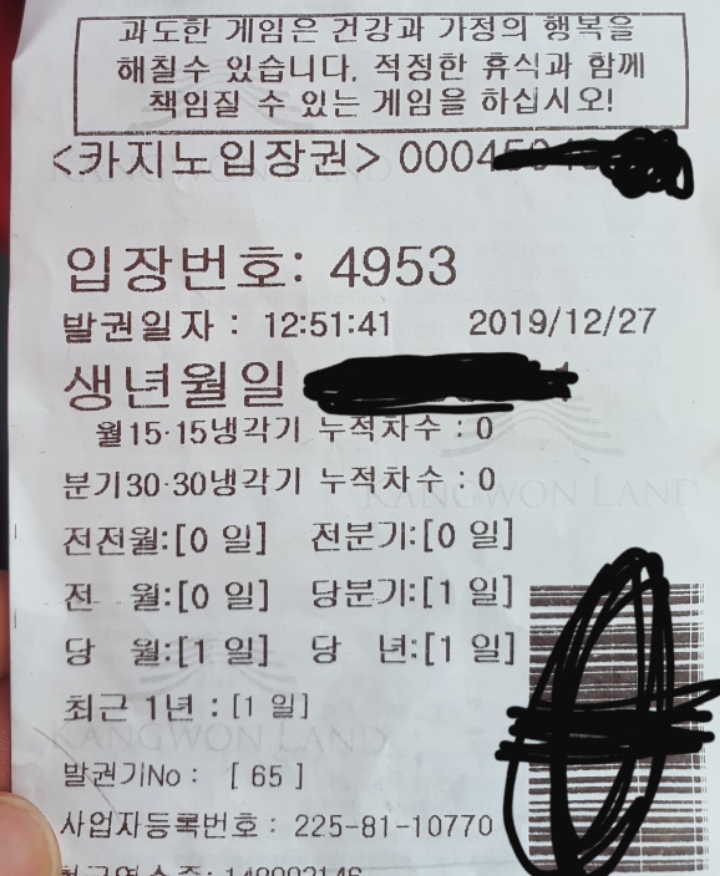 과도한 게임은 건강과 가정의 행복을
해칠수 있습니다. 적정한 휴식과 함께
책임질 수 있는 게임을 하십시오!
<카지노입장권> 0004
입장번호: 4953
발권일자 : 12:51:41 2019/12/27
생년월일
월15·15냉각기 누적차수 : 0
분기30·30냉각기 누적차수 : 0
KANGWON LAND
전전월:[0 일] 전분기:[0 일]
전 월:[0 일] 당분기:[1 일]
당 월:[1 일] 당 년:[1 일]
최근 1년 : [1 일]
KANGWON LAND
발권기No : [ 65 ]
사업자등록번호 : 225-81-10770